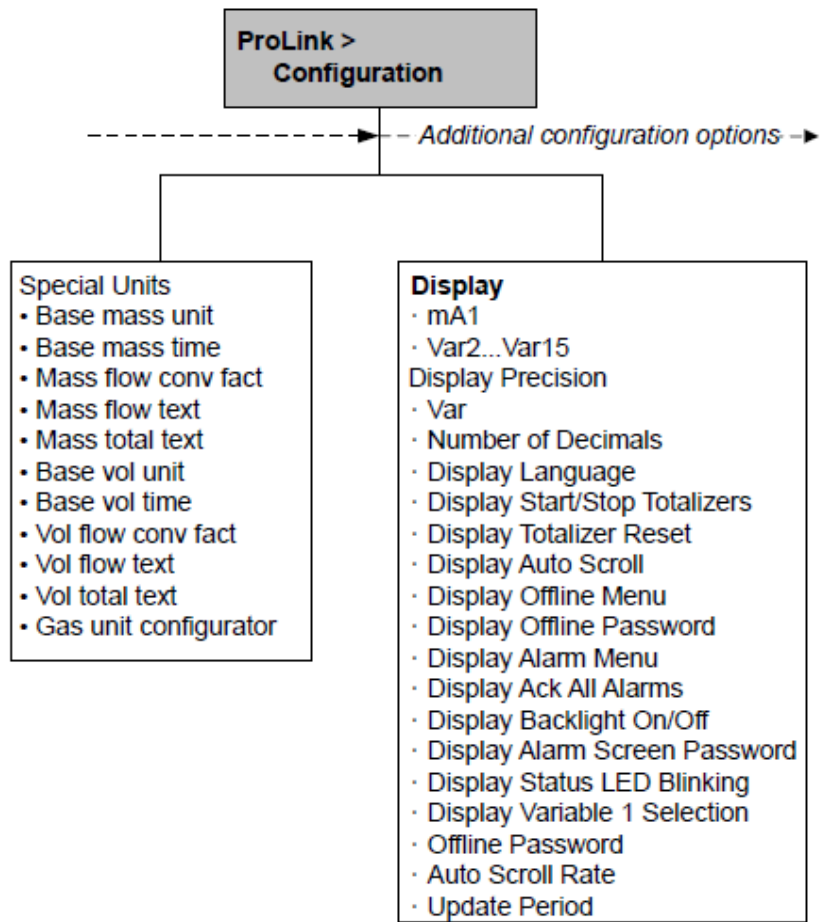 ProLink >
Configuration
Additional configuration options
Special Units
• Base mass unit
• Base mass time
• Mass flow conv fact
• Mass flow text
• Mass total text
• Base vol unit
• Base vol time
• Vol flow conv fact
• Vol flow text
• Vol total text
• Gas unit configurator
Display
· mA1
· Var2...Var15
Display Precision
· Var
· Number of Decimals
· Display Language
· Display Start/Stop Totalizers
· Display Totalizer Reset
· Display Auto Scroll
· Display Offline Menu
· Display Offline Password
· Display Alarm Menu
· Display Ack All Alarms
· Display Backlight On/Off
· Display Alarm Screen Password
· Display Status LED Blinking
· Display Variable 1 Selection
· Offline Password
· Auto Scroll Rate
· Update Period